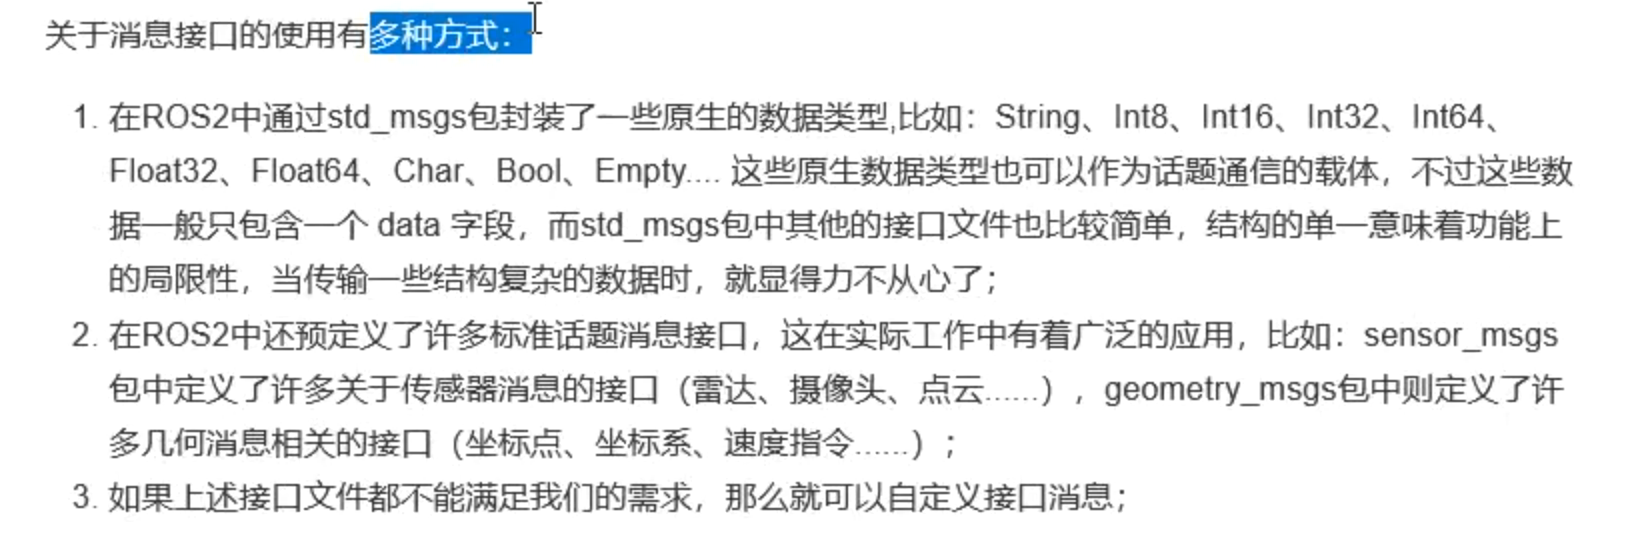 关于消息接口的使用有多种方式：
1. 在ROS2中通过std_msgs包封装了一些原生的数据类型,比如：String、Int8、Int16、Int32、Int64、
Float32、Float64、Char、Bool、Empty.... 这些原生数据类型也可以作为话题通信的载体，不过这些数
据一般只包含一个 data 字段，而std_msgs包中其他的接口文件也比较简单，结构的单一意味着功能上
的局限性，当传输一些结构复杂的数据时，就显得力不从心了；
2. 在ROS2中还预定义了许多标准话题消息接口，这在实际工作中有着广泛的应用，比如：sensor_msgs
包中定义了许多关于传感器消息的接口（雷达、摄像头、点云......），geometry_msgs包中则定义了许
多几何消息相关的接口（坐标点、坐标系、速度指令......）；
3. 如果上述接口文件都不能满足我们的需求，那么就可以自定义接口消息；